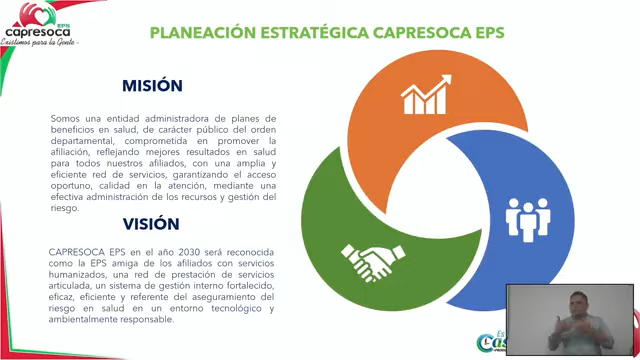 EPS
capresoca
Existimos para la Gente -
PLANEACIÓN ESTRATÉGICA CAPRESOCA EPS
MISIÓN
Somos una entidad administradora de planes de
beneficios en salud, de carácter público del orden
departamental, comprometida en promover la
afiliación, reflejando mejores resultados en salud
para todos nuestros afiliados, con una amplia y
eficiente red de servicios, garantizando el acceso
oportuno, calidad en la atención, mediante una
efectiva administración de los recursos y gestión del
riesgo.
VISIÓN
CAPRESOCA EPS en el año 2030 será reconocida
como la EPS amiga de los afiliados con servicios
humanizados, una red de prestación de servicios
articulada, un sistema de gestión interno fortalecido,
eficaz, eficiente y referente del aseguramiento del
riesgo en salud en un entorno tecnológico y
ambientalmente responsable.
Es